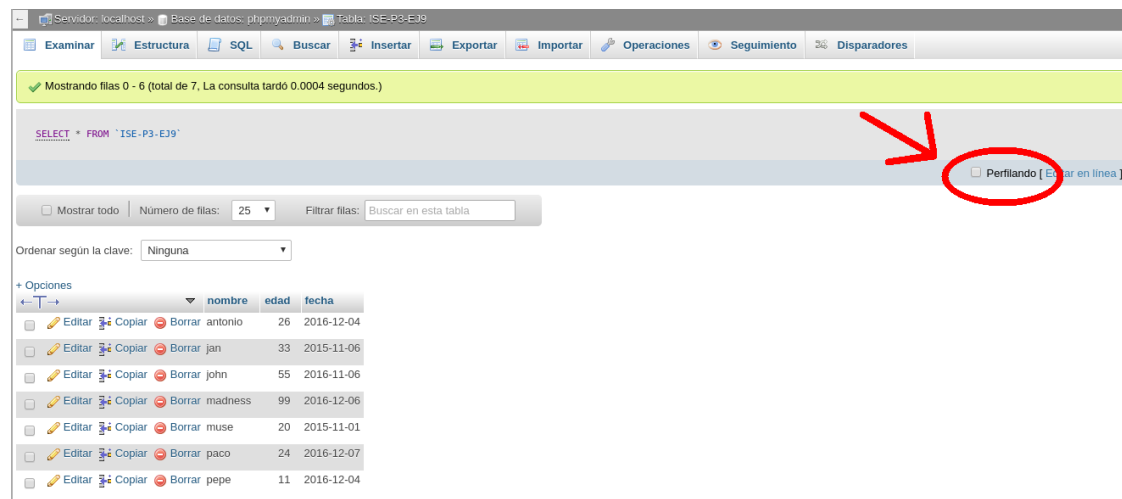 ← Servidor: localhost » Base de datos: phpmyadmin » Tabla: ISE-P3-EJ9
Examinar Estructura SQL Buscar Insertar Exportar Importar Operaciones Seguimiento Disparadores
Mostrando filas 0 - 6 (total de 7, La consulta tardó 0.0004 segundos.)
SELECT * FROM `ISE-P3-EJ9`
Perfilando [ Editar en línea ]
Mostrar todo Número de filas: 25 Filtrar filas: Buscar en esta tabla
Ordenar según la clave: Ninguna
+ Opciones
←T→ nombre edad fecha
Editar Copiar Borrar antonio 26 2016-12-04
Editar Copiar Borrar jan 33 2015-11-06
Editar Copiar Borrar john 55 2016-11-06
Editar Copiar Borrar madness 99 2016-12-06
Editar Copiar Borrar muse 20 2015-11-01
Editar Copiar Borrar paco 24 2016-12-07
Editar Copiar Borrar pepe 11 2016-12-04